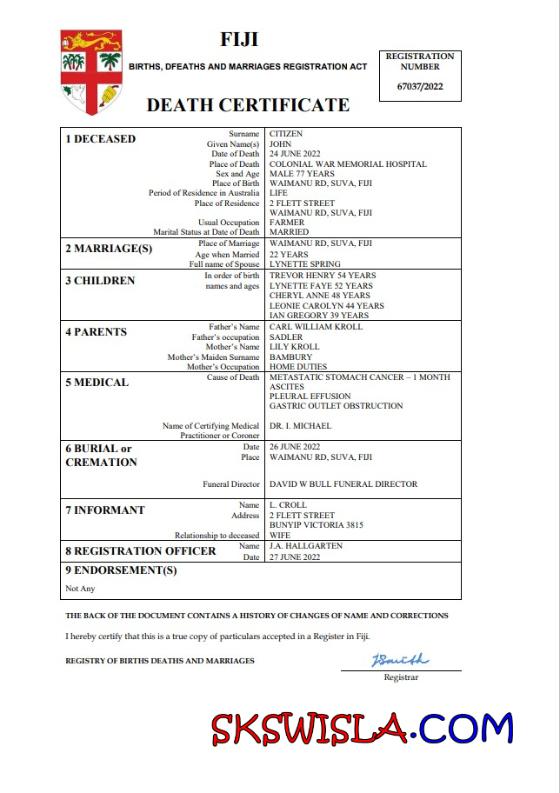 FIJI
BIRTHS, DFEATHS AND MARRIAGES REGISTRATION ACT
REGISTRATION
NUMBER
67037/2022
DEATH CERTIFICATE
1 DECEASED
Surname CITIZEN
Given Name(s) JOHN
Date of Death 24 JUNE 2022
Place of Death COLONIAL WAR MEMORIAL HOSPITAL
Sex and Age MALE 77 YEARS
Place of Birth WAIMANU RD, SUVA, FIJI
Period of Residence in Australia LIFE
Place of Residence 2 FLETT STREET
WAIMANU RD, SUVA, FIJI
Usual Occupation FARMER
Marital Status at Date of Death MARRIED
2 MARRIAGE(S)
Place of Marriage WAIMANU RD, SUVA, FIJI
Age when Married 22 YEARS
Full name of Spouse LYNETTE SPRING
3 CHILDREN
In order of birth TREVOR HENRY 54 YEARS
names and ages LYNETTE FAYE 52 YEARS
CHERYL ANNE 48 YEARS
LEONIE CAROLYN 44 YEARS
IAN GREGORY 39 YEARS
4 PARENTS
Father's Name CARL WILLIAM KROLL
Father's occupation SADLER
Mother's Name LILY KROLL
Mother's Maiden Surname BAMBURY
Mother's Occupation HOME DUTIES
5 MEDICAL
Cause of Death METASTATIC STOMACH CANCER – 1 MONTH
ASCITES
PLEURAL EFFUSION
GASTRIC OUTLET OBSTRUCTION
Name of Certifying Medical DR. I. MICHAEL
Practitioner or Coroner
6 BURIAL or
CREMATION
Date 26 JUNE 2022
Place WAIMANU RD, SUVA, FIJI
Funeral Director DAVID W BULL FUNERAL DIRECTOR
7 INFORMANT
Name L. CROLL
Address 2 FLETT STREET
BUNYIP VICTORIA 3815
Relationship to deceased WIFE
8 REGISTRATION OFFICER
Name J.A. HALLGARTEN
Date 27 JUNE 2022
9 ENDORSEMENT(S)
Not Any
THE BACK OF THE DOCUMENT CONTAINS A HISTORY OF CHANGES OF NAME AND CORRECTIONS
I hereby certify that this is a true copy of particulars accepted in a Register in Fiji.
REGISTRY OF BIRTHS DEATHS AND MARRIAGES
Registrar
SKSWISLA.COM